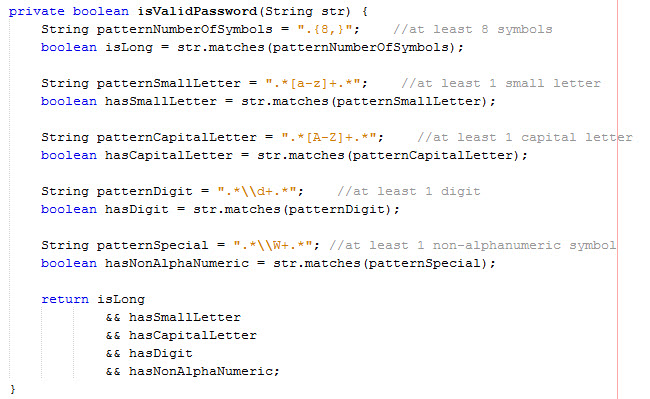 private boolean isValidPassword(String str) {
    String patternNumberOfSymbols = ".{8,}";    //at least 8 symbols
    boolean isLong = str.matches(patternNumberOfSymbols);

    String patternSmallLetter = ".*[a-z]+.*";    //at least 1 small letter
    boolean hasSmallLetter = str.matches(patternSmallLetter);

    String patternCapitalLetter = ".*[A-Z]+.*";    //at least 1 capital letter
    boolean hasCapitalLetter = str.matches(patternCapitalLetter);

    String patternDigit = ".*\\d+.*";    //at least 1 digit
    boolean hasDigit = str.matches(patternDigit);

    String patternSpecial = ".*\\W+.*"; //at least 1 non-alphanumeric symbol
    boolean hasNonAlphaNumeric = str.matches(patternSpecial);

    return isLong
            && hasSmallLetter
            && hasCapitalLetter
            && hasDigit
            && hasNonAlphaNumeric;
}